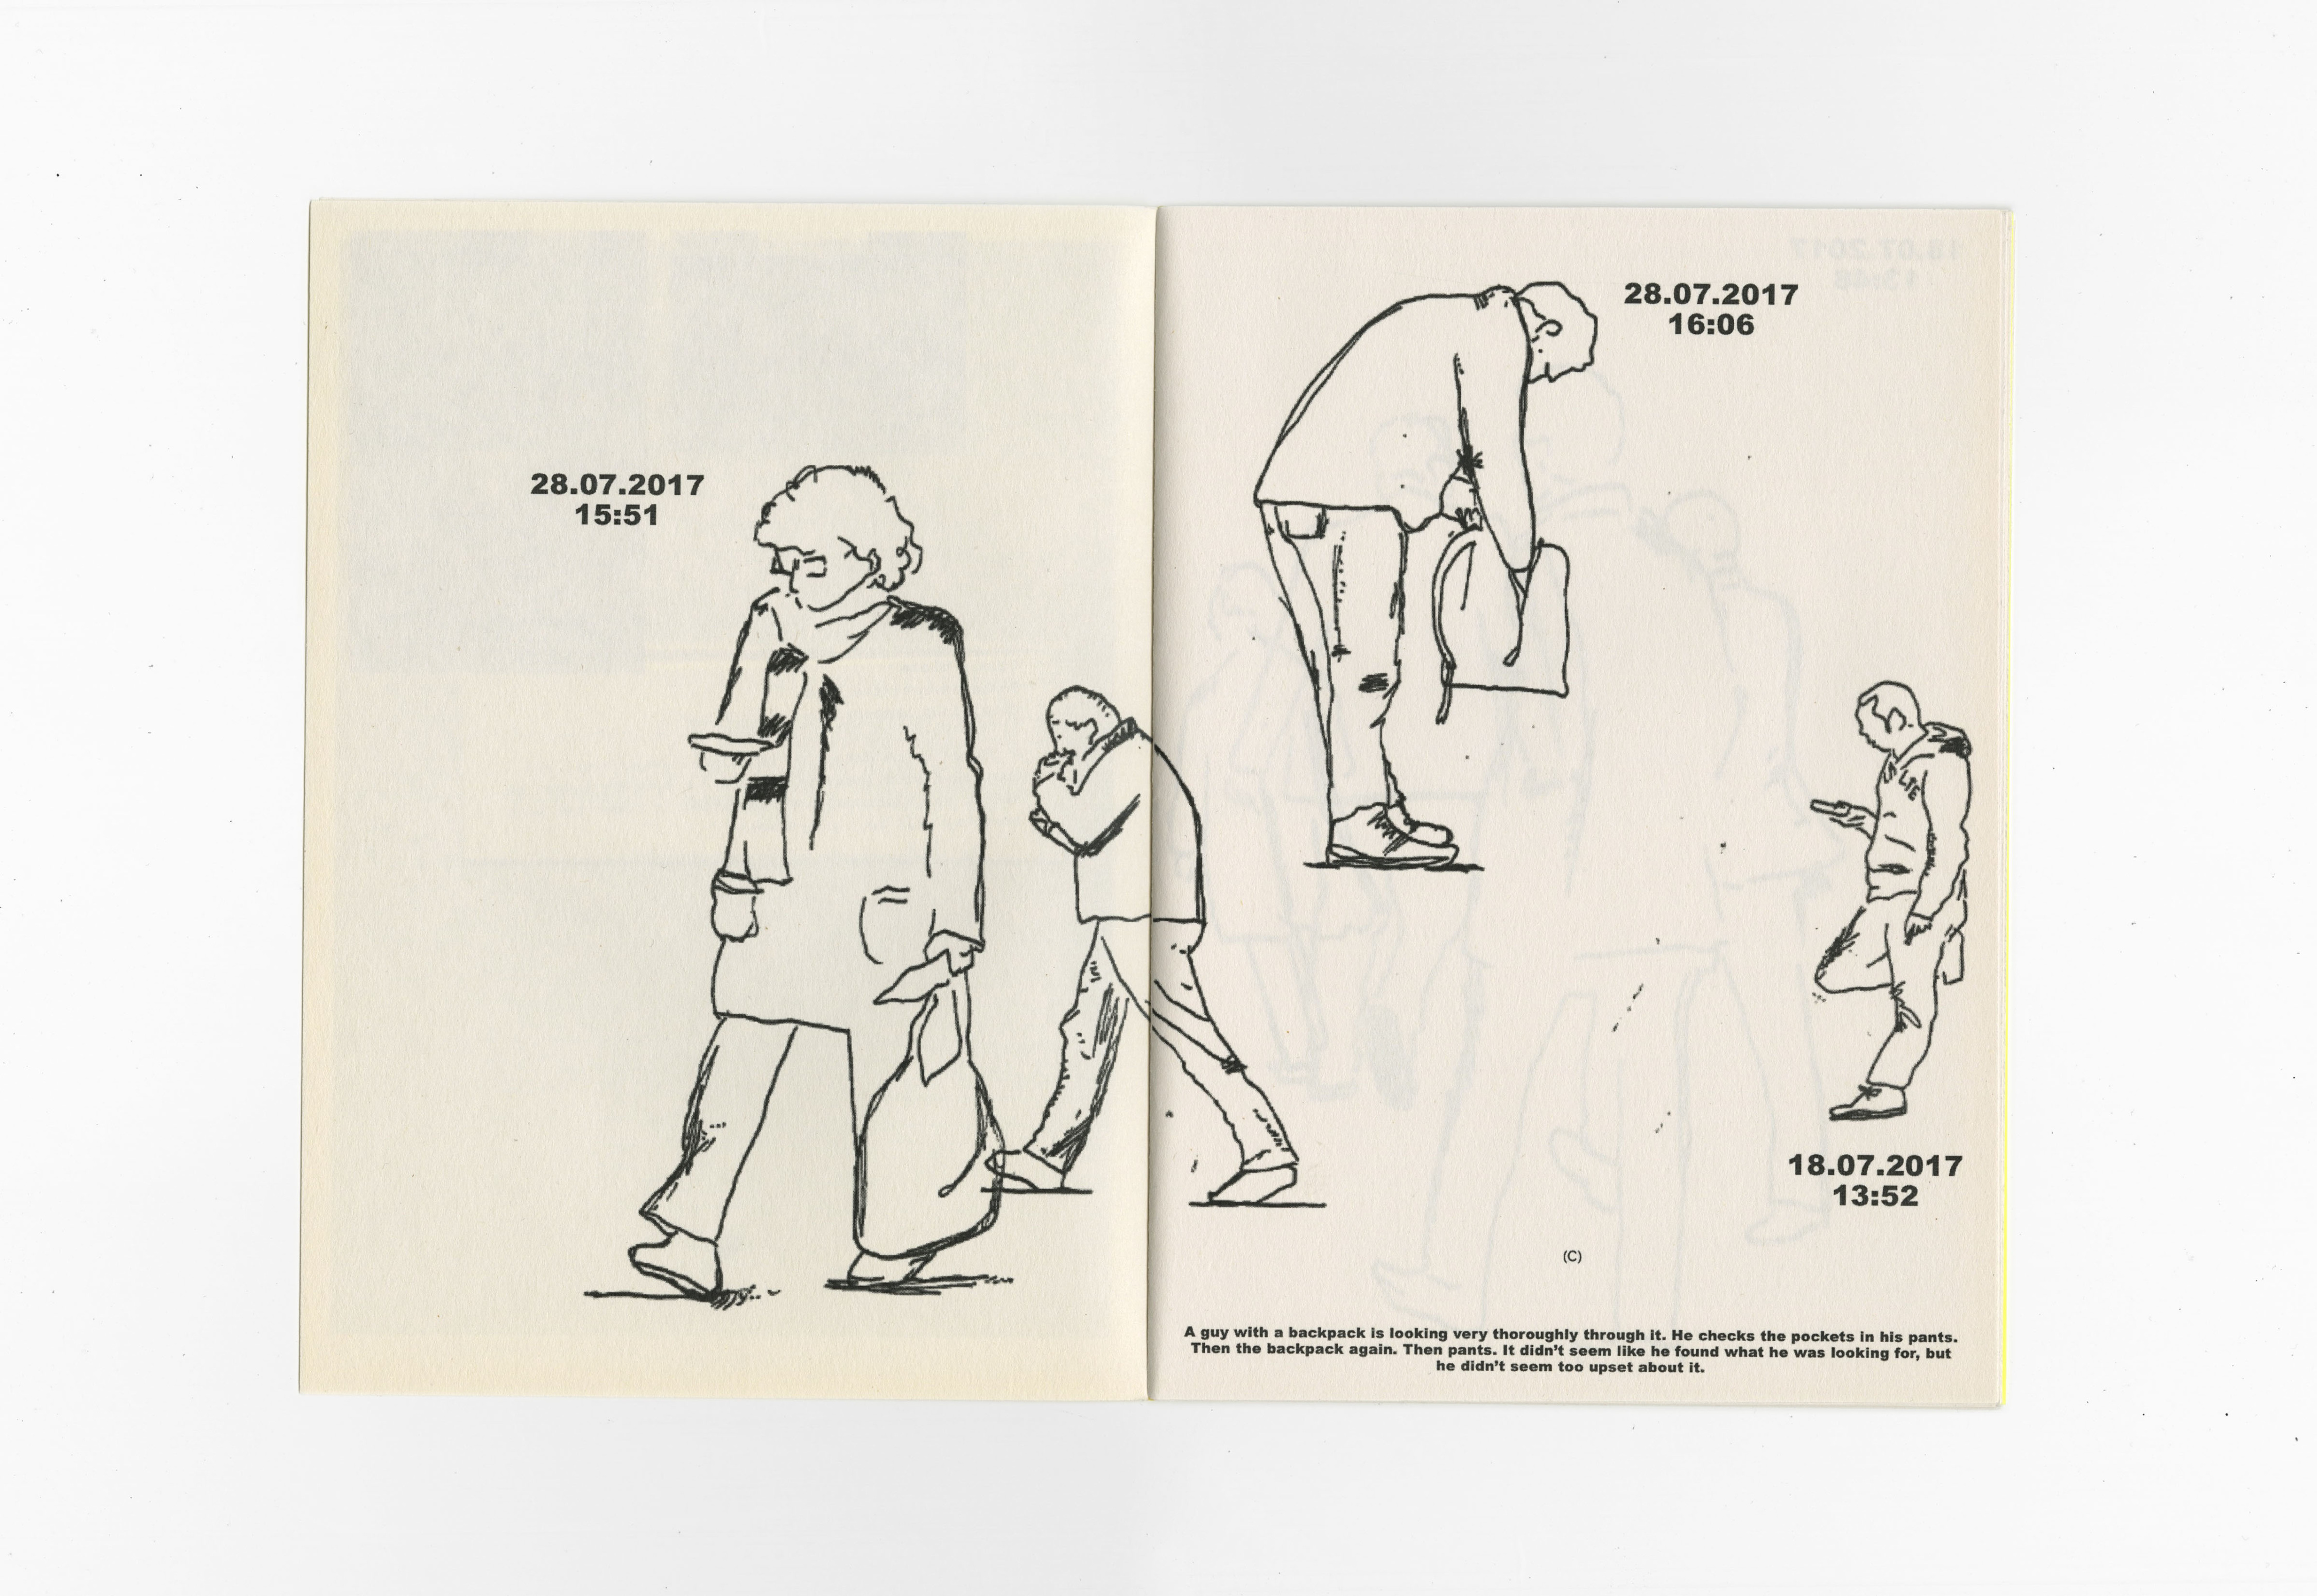 28.07.2017
15:51
28.07.2017
16:06
18.07.2017
13:52
(C)
A guy with a backpack is looking very thoroughly through it. He checks the pockets in his pants.
Then the backpack again. Then pants. It didn’t seem like he found what he was looking for, but
he didn’t seem too upset about it.